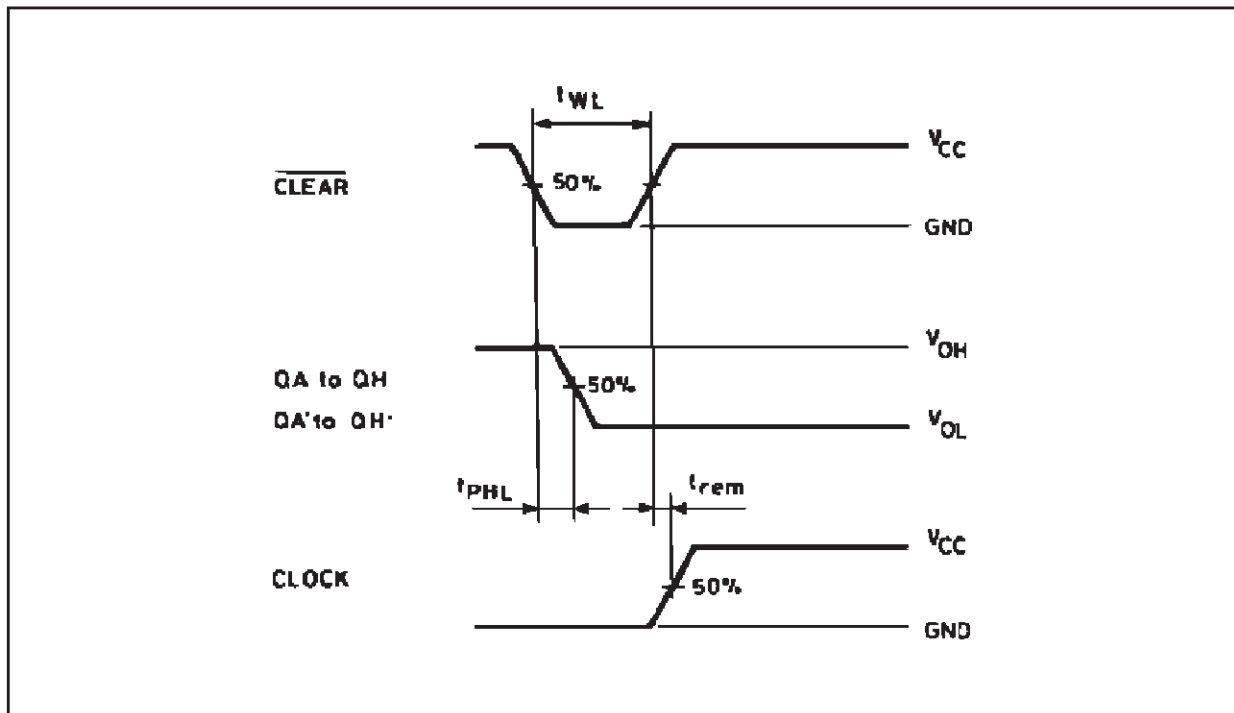 tWL
VCC
CLEAR
50%
GND
VOH
QA to QH
50%
QA' to QH'
VOL
tPHL
trem
VCC
CLOCK
50%
GND